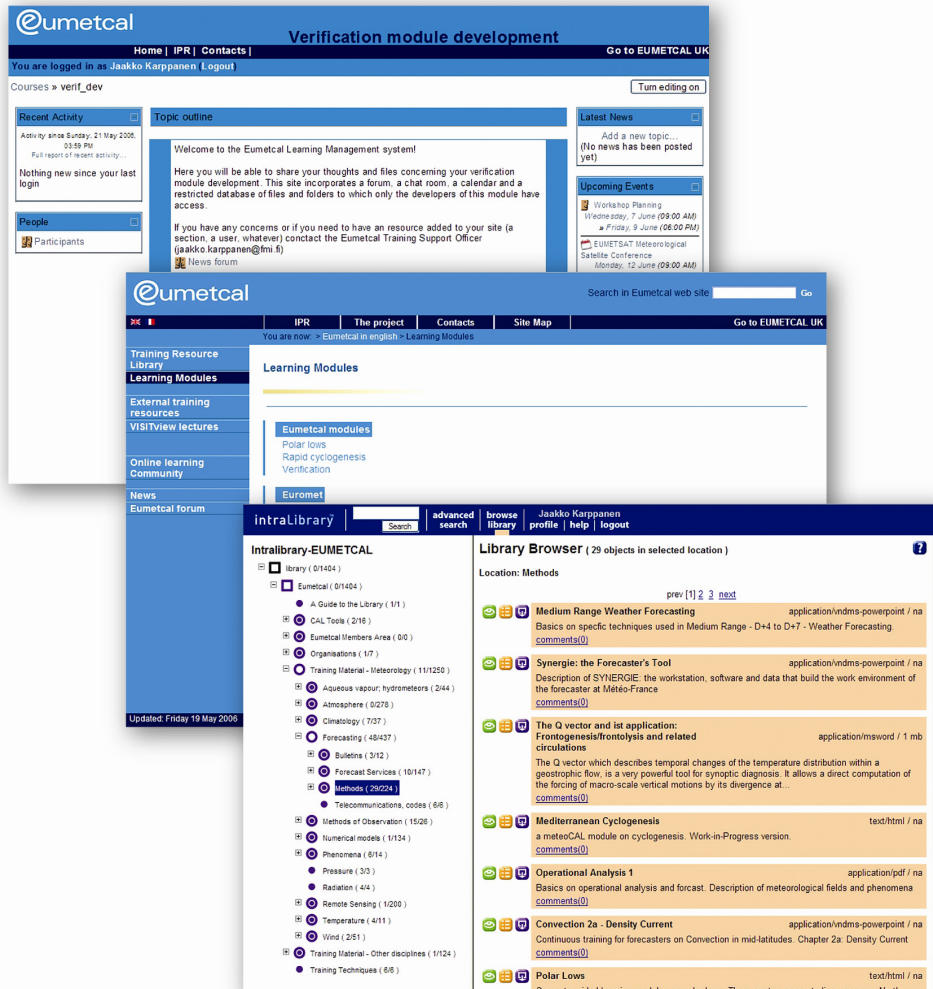 eumetcal
Verification module development
Home | IPR | Contacts |
Go to EUMETCAL UK
You are logged in as Jaakko Karppanen (Logout)
Courses » verif_dev
Turn editing on
Recent Activity
Activity since Sunday, 21 May 2006,
03:59 PM
Full report of recent activity...
Nothing new since your last
login
People
Participants
Topic outline
Welcome to the Eumetcal Learning Management system!
Here you will be able to share your thoughts and files concerning your verification
module development. This site incorporates a forum, a chat room, a calendar and a
restricted database of files and folders to which only the developers of this module have
access.
If you have any concerns or if you need to have an resource added to your site (a
section, a user, whatever) conctact the Eumetcal Training Support Officer
(jaakko.karppanen@fmi.fi)
News forum
Latest News
Add a new topic...
(No news has been posted
yet)
Upcoming Events
Workshop Planning
Wednesday, 7 June (09:00 AM)
» Friday, 9 June (06:00 PM)
EUMETSAT Meteorological
Satellite Conference
Monday, 12 June (09:00 AM)
eumetcal
Search in Eumetcal web site
Go
IPR
The project
Contacts
Site Map
Go to EUMETCAL UK
You are now: > Eumetcal in english > Learning Modules
Training Resource
Library
Learning Modules
External training
resources
VISITview lectures
Online learning
Community
News
Eumetcal forum
Updated: Friday 19 May 2006
Learning Modules
Eumetcal modules
Polar lows
Rapid cyclogenesis
Verification
Euromet
intraLibrary
Search
advanced
search
browse
library
Jaakko Karppanen
profile | help | logout
Intralibrary-EUMETCAL
library ( 0/1404 )
Eumetcal ( 0/1404 )
A Guide to the Library ( 1/1 )
CAL Tools ( 2/16 )
Eumetcal Members Area ( 0/0 )
Organisations ( 1/7 )
Training Material - Meteorology ( 11/1250 )
Aqueous vapour; hydrometeors ( 2/44 )
Atmosphere ( 0/278 )
Climatology ( 7/37 )
Forecasting ( 48/437 )
Bulletins ( 3/12 )
Forecast Services ( 10/147 )
Methods ( 29/224 )
Telecommunications, codes ( 6/6 )
Methods of Observation ( 15/26 )
Numerical models ( 1/134 )
Phenomena ( 6/14 )
Pressure ( 3/3 )
Radiation ( 4/4 )
Remote Sensing ( 1/200 )
Temperature ( 4/11 )
Wind ( 2/51 )
Training Material - Other disciplines ( 1/124 )
Training Techniques ( 6/6 )
Library Browser ( 29 objects in selected location )
?
Location: Methods
prev [1] 2 3 next
Medium Range Weather Forecasting application/vndms-powerpoint / na
Basics on specfic techniques used in Medium Range - D+4 to D+7 - Weather Forecasting.
comments(0)
Synergie: the Forecaster's Tool application/vndms-powerpoint / na
Description of SYNERGIE: the workstation, software and data that build the work environment of
the forecaster at Météo-France
comments(0)
The Q vector and ist application:
Frontogenesis/frontolysis and related application/msword / 1 mb
circulations
The Q vector which describes temporal changes of the temperature distribution within a
geostrophic flow, is a very powerful tool for synoptic diagnosis. It allows a direct computation of
the forcing of macro-scale vertical motions by its divergence at...
comments(0)
Mediterranean Cyclogenesis text/html / na
a meteoCAL module on cyclogenesis. Work-in-Progress version.
comments(0)
Operational Analysis 1 application/pdf / na
Basics on operational analysis and forcast. Description of meteorological fields and phenomena
comments(0)
Convection 2a - Density Current application/vndms-powerpoint / na
Continuous training for forecasters on Convection in mid-latitudes. Chapter 2a: Density Current
comments(0)
Polar Lows text/html / na